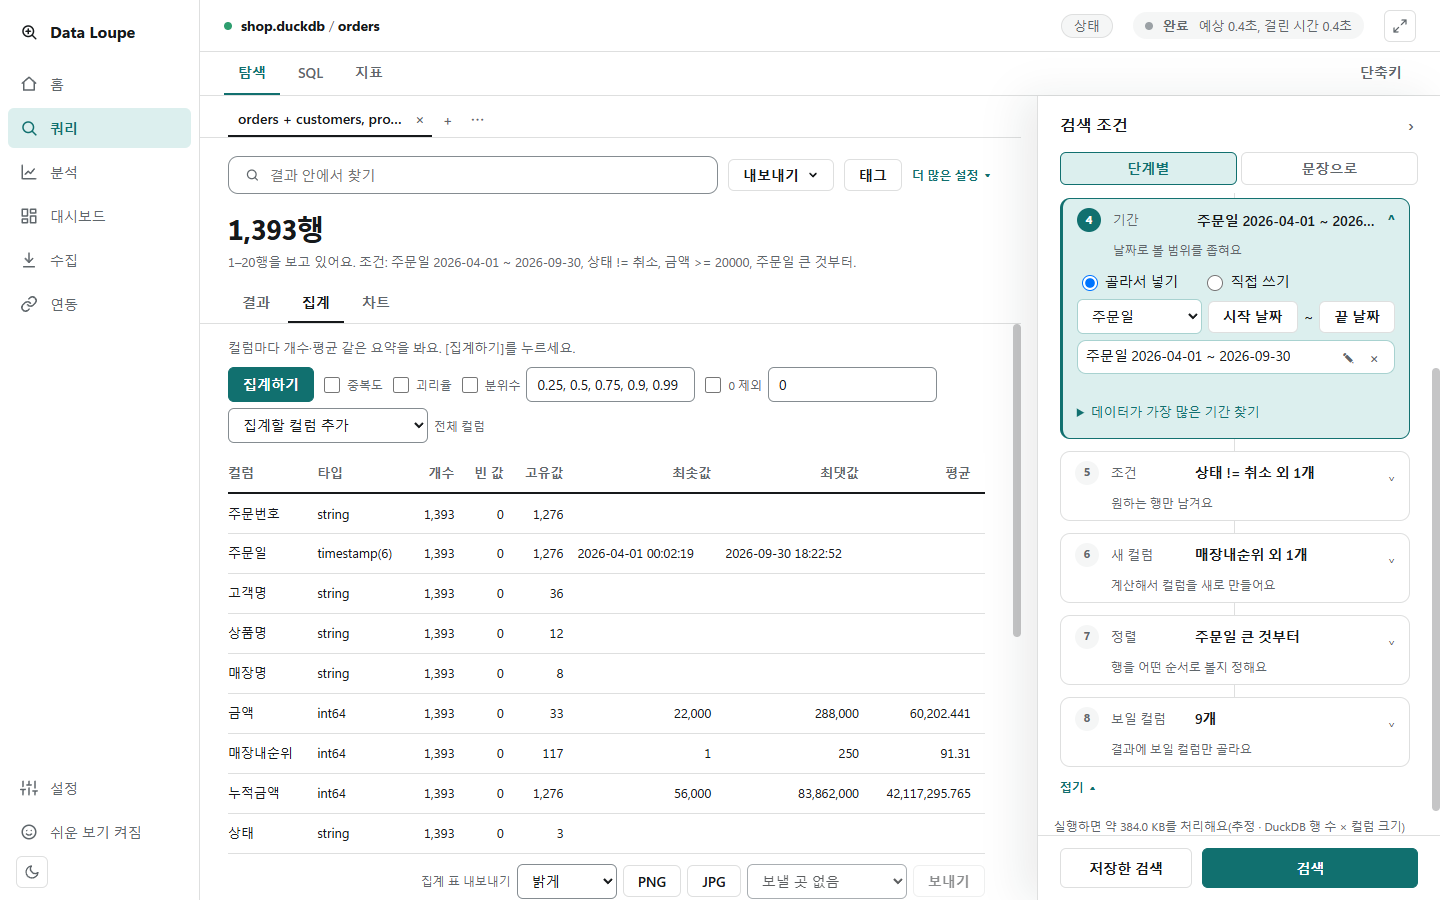 Data Loupe
홈
쿼리
분석
대시보드
수집
연동
설정
쉬운 보기 켜짐
shop.duckdb / orders
상태
완료 예상 0.4초, 걸린 시간 0.4초
탐색 SQL 지표
단축키
orders + customers, pro... × + ⋯
결과 안에서 찾기
내보내기
태그
더 많은 설정
1,393행
1–20행을 보고 있어요. 조건: 주문일 2026-04-01 ~ 2026-09-30, 상태 != 취소, 금액 >= 20000, 주문일 큰 것부터.
결과 집계 차트
컬럼마다 개수·평균 같은 요약을 봐요. [집계하기]를 누르세요.
집계하기 중복도 괴리율 분위수 0.25, 0.5, 0.75, 0.9, 0.99 0 제외 0
집계할 컬럼 추가 전체 컬럼
컬럼 타입 개수 빈 값 고유값 최솟값 최댓값 평균
주문번호 string 1,393 0 1,276
주문일 timestamp(6) 1,393 0 1,276 2026-04-01 00:02:19 2026-09-30 18:22:52
고객명 string 1,393 0 36
상품명 string 1,393 0 12
매장명 string 1,393 0 8
금액 int64 1,393 0 33 22,000 288,000 60,202.441
매장내순위 int64 1,393 0 117 1 250 91.31
누적금액 int64 1,393 0 1,276 56,000 83,862,000 42,117,295.765
상태 string 1,393 0 3
집계 표 내보내기 밝게 PNG JPG 보낼 곳 없음 보내기
검색 조건
단계별 문장으로
4 기간 주문일 2026-04-01 ~ 2026...
날짜로 볼 범위를 좁혀요
골라서 넣기 직접 쓰기
주문일 시작 날짜 ~ 끝 날짜
주문일 2026-04-01 ~ 2026-09-30 ×
데이터가 가장 많은 기간 찾기
5 조건 상태 != 취소 외 1개
원하는 행만 남겨요
6 새 컬럼 매장내순위 외 1개
계산해서 컬럼을 새로 만들어요
7 정렬 주문일 큰 것부터
행을 어떤 순서로 볼지 정해요
8 보일 컬럼 9개
결과에 보일 컬럼만 골라요
접기
실행하면 약 384.0 KB를 처리해요(추정 · DuckDB 행 수 × 컬럼 크기)
저장한 검색 검색